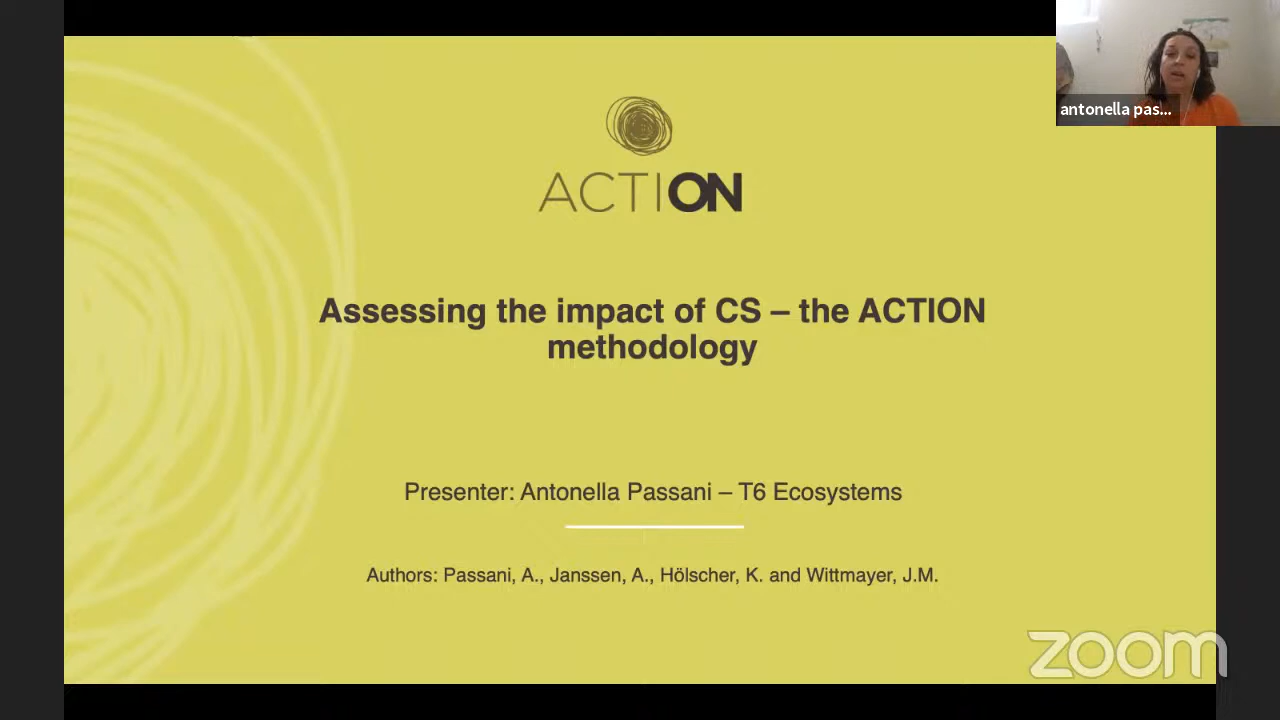 antonella pas...
ACTION
Assessing the impact of CS – the ACTION
methodology
Presenter: Antonella Passani – T6 Ecosystems
Authors: Passani, A., Janssen, A., Hölscher, K. and Wittmayer, J.M.
zoom